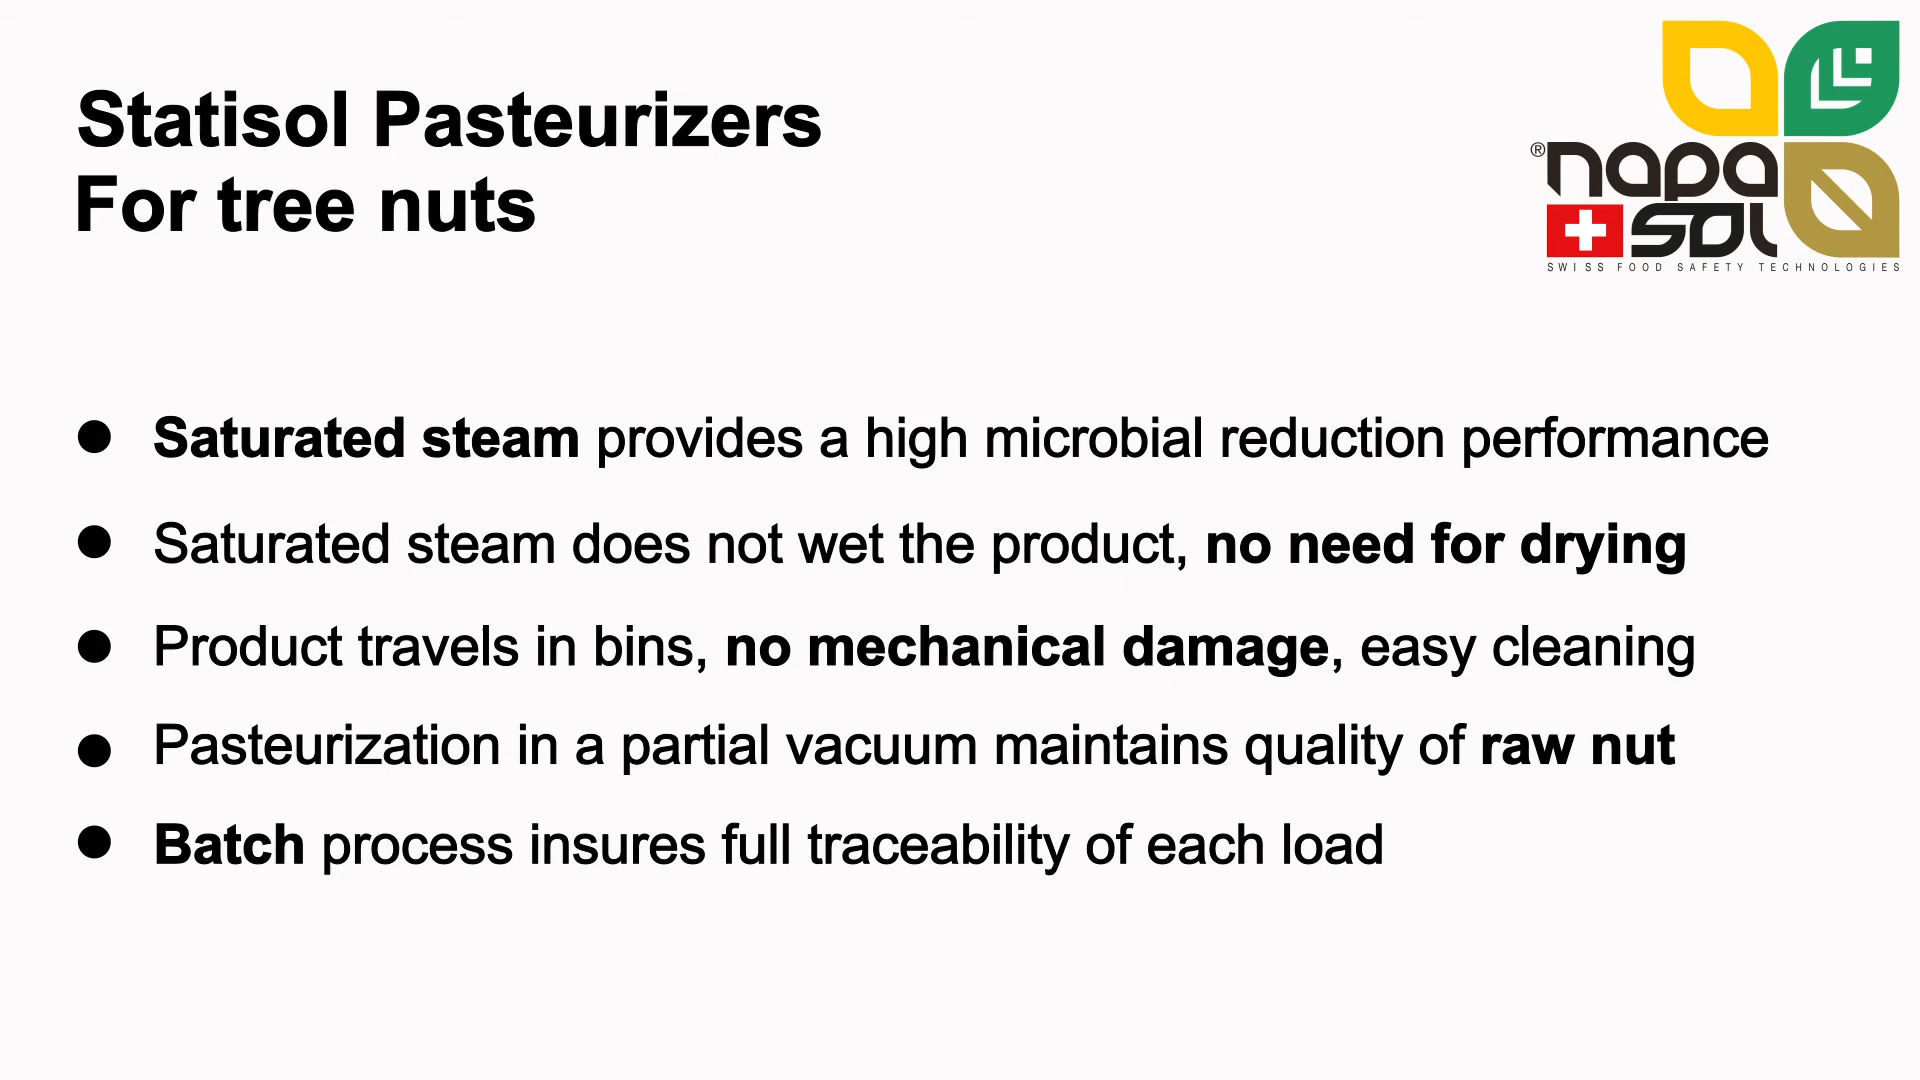 Statisol Pasteurizers
For tree nuts
® napa
sol
SWISS FOOD SAFETY TECHNOLOGIES
● Saturated steam provides a high microbial reduction performance
● Saturated steam does not wet the product, no need for drying
● Product travels in bins, no mechanical damage, easy cleaning
● Pasteurization in a partial vacuum maintains quality of raw nut
● Batch process insures full traceability of each load